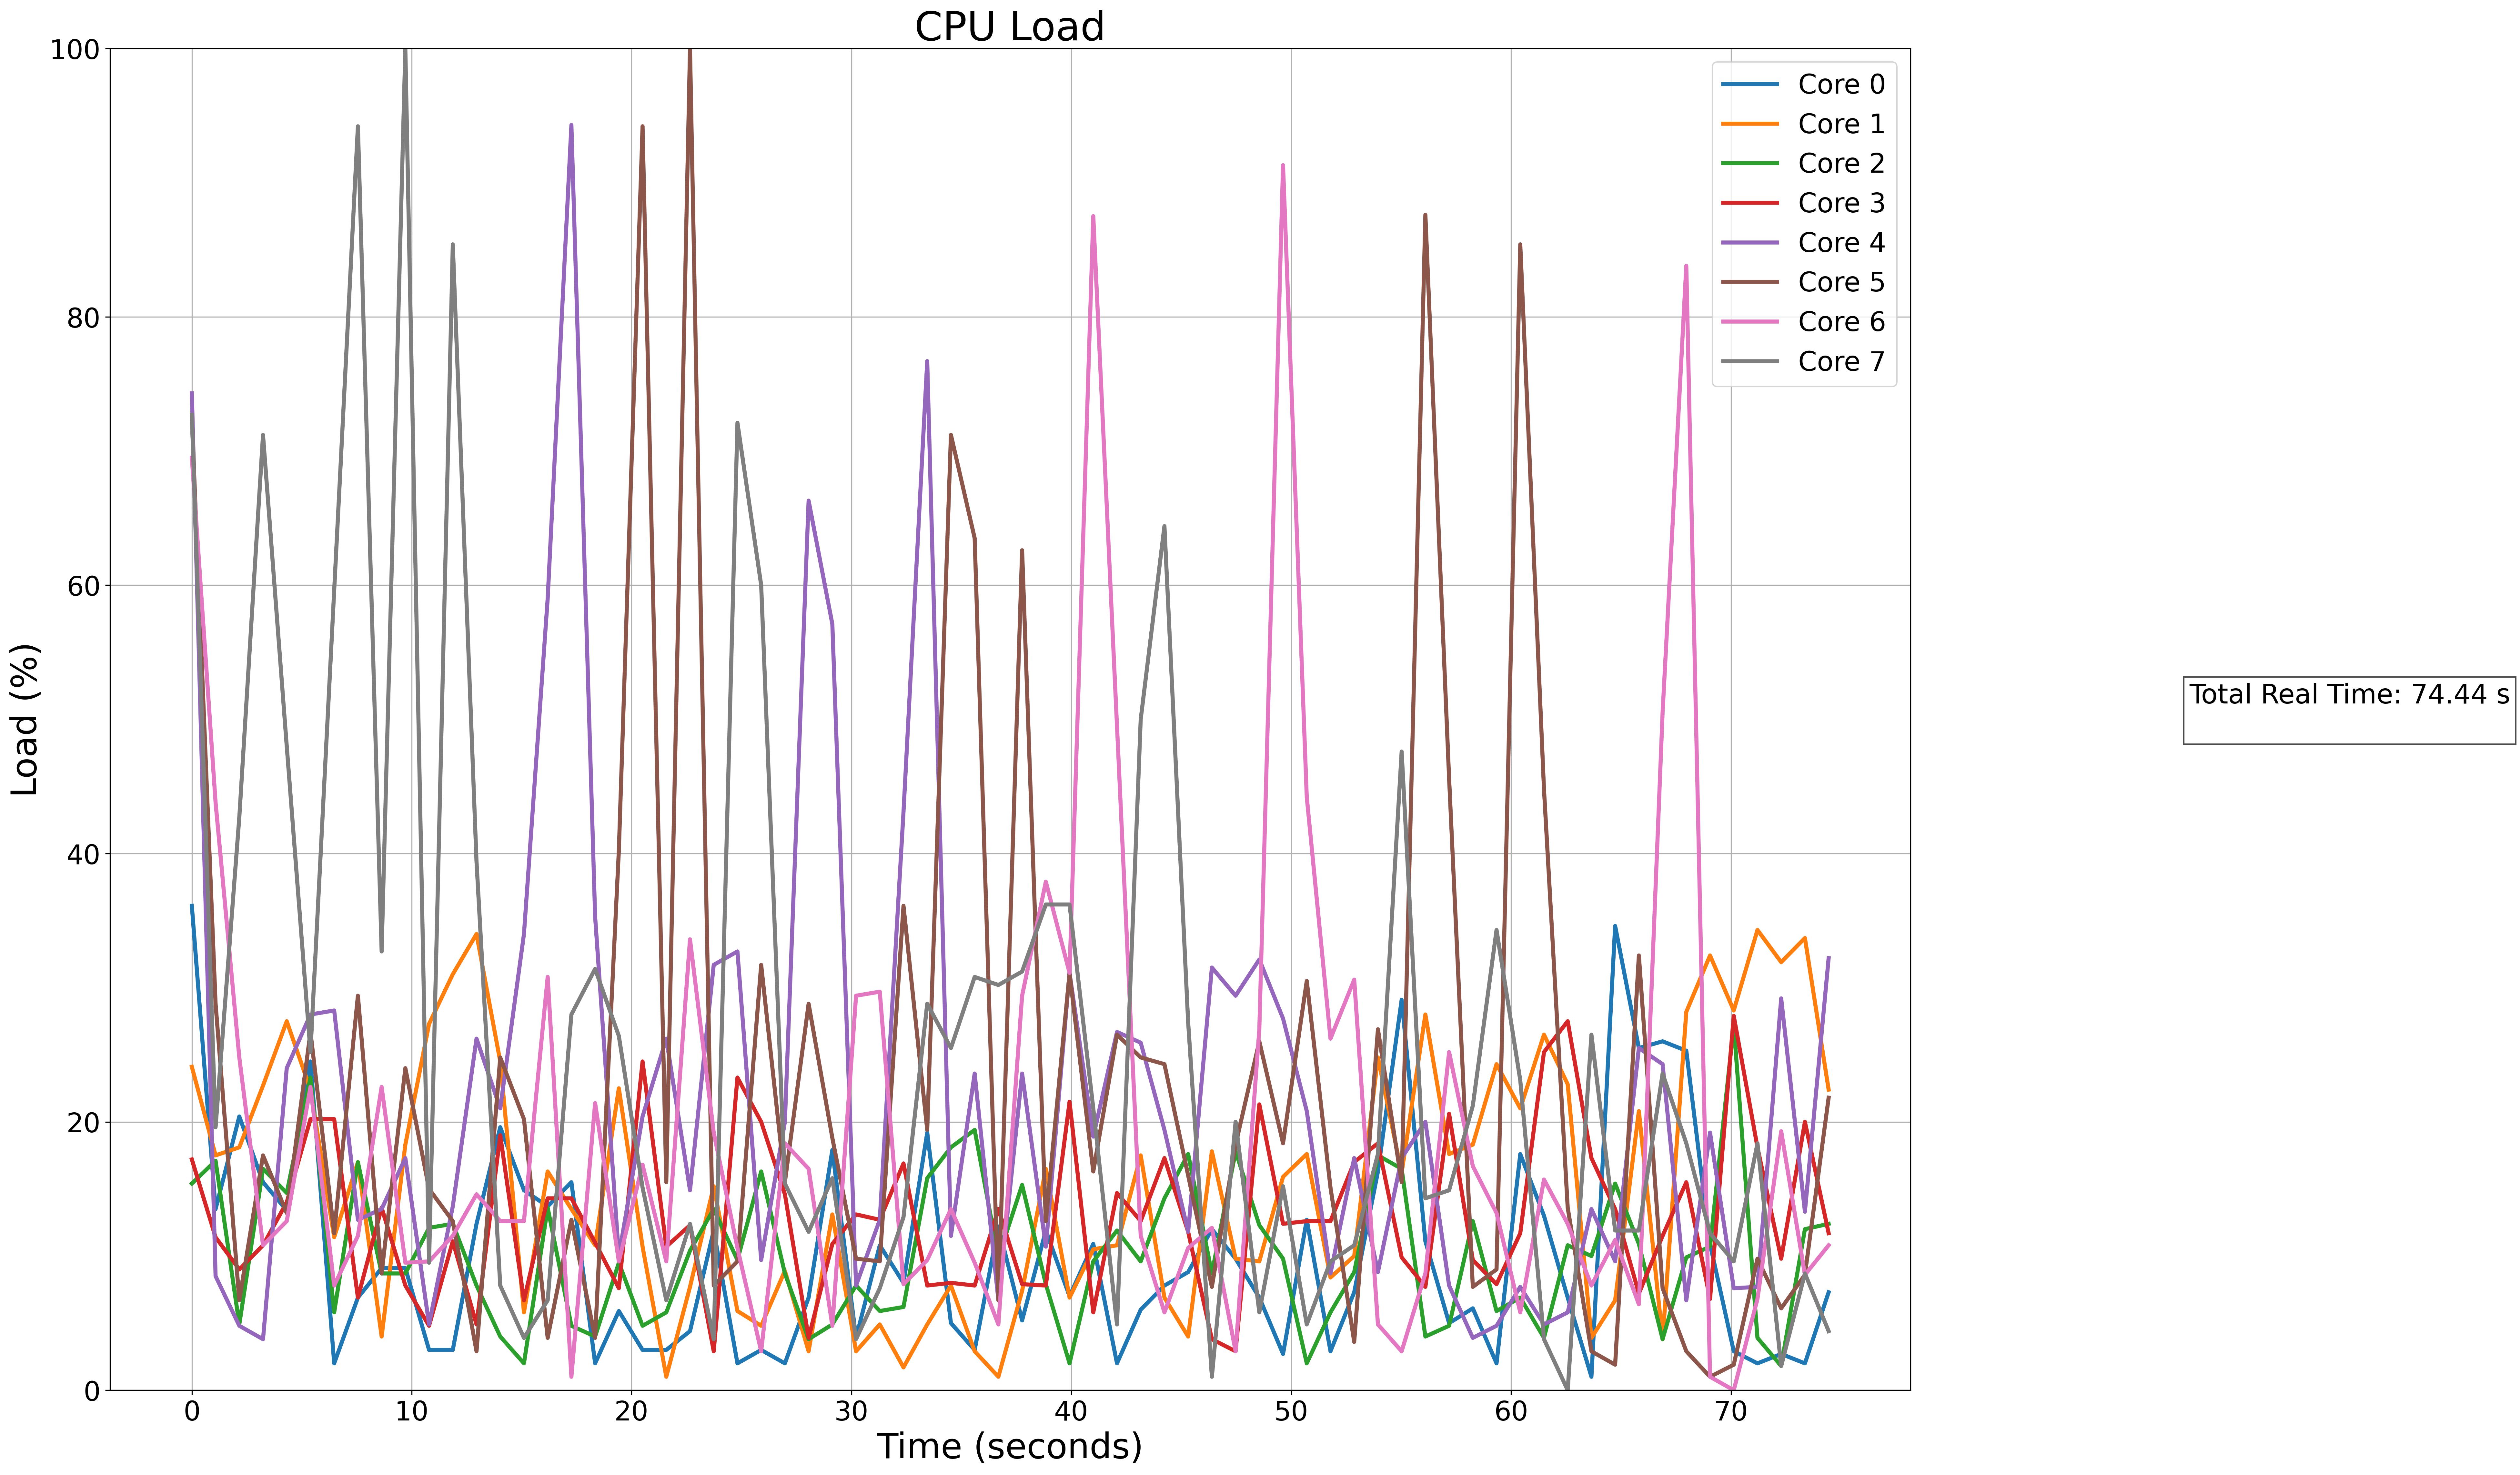 CPU Load
100
80
60
40
20
0
Load (%)
Core 0
Core 1
Core 2
Core 3
Core 4
Core 5
Core 6
Core 7
Total Real Time: 74.44 s
0 10 20 30 40 50 60 70
Time (seconds)